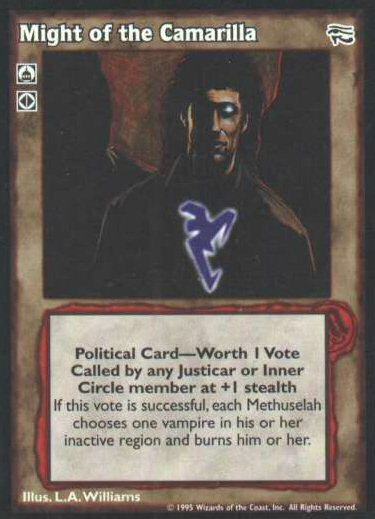 Might of the Camarilla
Political Card—Worth 1 Vote
Called by any Justicar or Inner
Circle member at +1 stealth
If this vote is successful, each Methuselah
chooses one vampire in his or her
inactive region and burns him or her.
Illus. L.A. Williams
© 1995 Wizards of the Coast, Inc. All Rights Reserved.